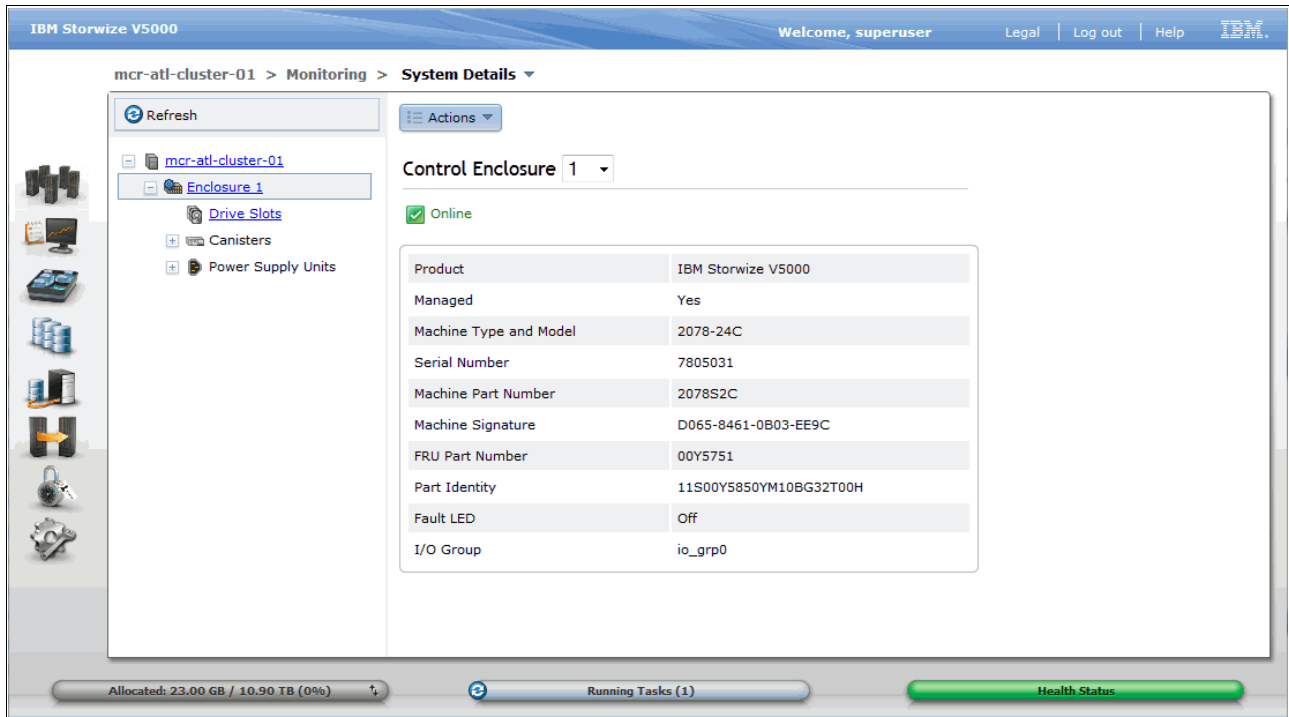 IBM Storwize V5000
Welcome, superuser
Legal | Log out | Help
IBM.
mcr-atl-cluster-01 > Monitoring > System Details
Refresh
Actions
mcr-atl-cluster-01
Enclosure 1
Drive Slots
Canisters
Power Supply Units
Control Enclosure 1
Online
Product IBM Storwize V5000
Managed Yes
Machine Type and Model 2078-24C
Serial Number 7805031
Machine Part Number 2078S2C
Machine Signature D065-8461-0B03-EE9C
FRU Part Number 00Y5751
Part Identity 11S00Y5850YM10BG32T00H
Fault LED Off
I/O Group io_grp0
Allocated: 23.00 GB / 10.90 TB (0%)
Running Tasks (1)
Health Status